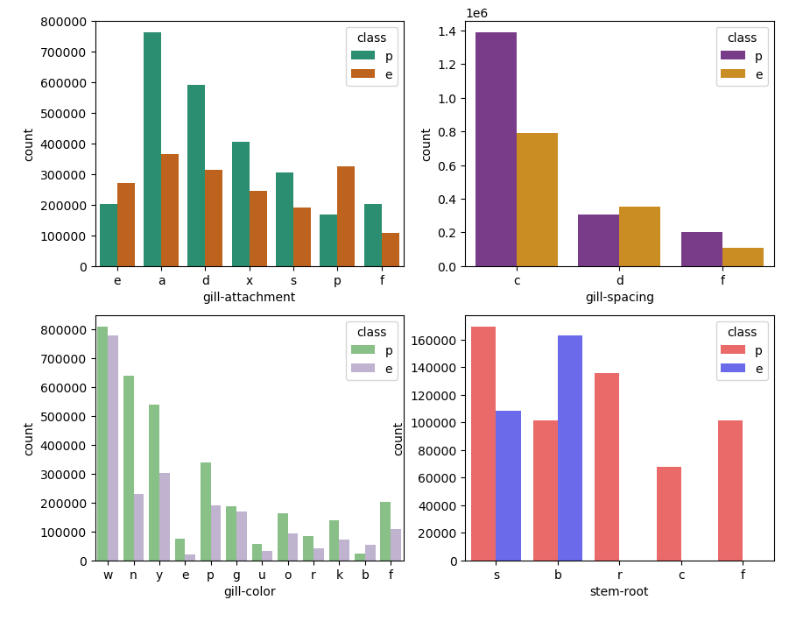 800000
700000
600000
500000
400000
300000
200000
100000
0
count
class
p
e
e a d x s p f
gill-attachment
1e6
1.4
1.2
1.0
0.8
0.6
0.4
0.2
0.0
count
class
p
e
c d f
gill-spacing
800000
700000
600000
500000
400000
300000
200000
100000
0
count
class
p
e
w n y e p g u o r k b f
gill-color
160000
140000
120000
100000
80000
60000
40000
20000
0
count
class
p
e
s b r c f
stem-root